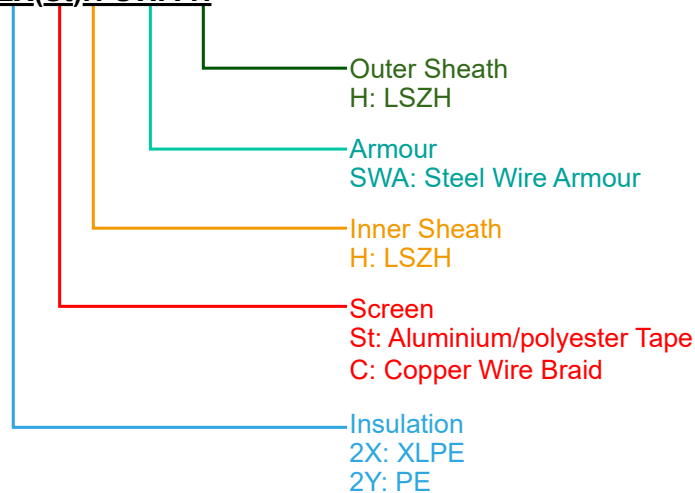 Outer Sheath
H: LSZH
Armour
SWA: Steel Wire Armour
Inner Sheath
H: LSZH
Screen
St: Aluminium/polyester Tape
C: Copper Wire Braid
Insulation
2X: XLPE
2Y: PE